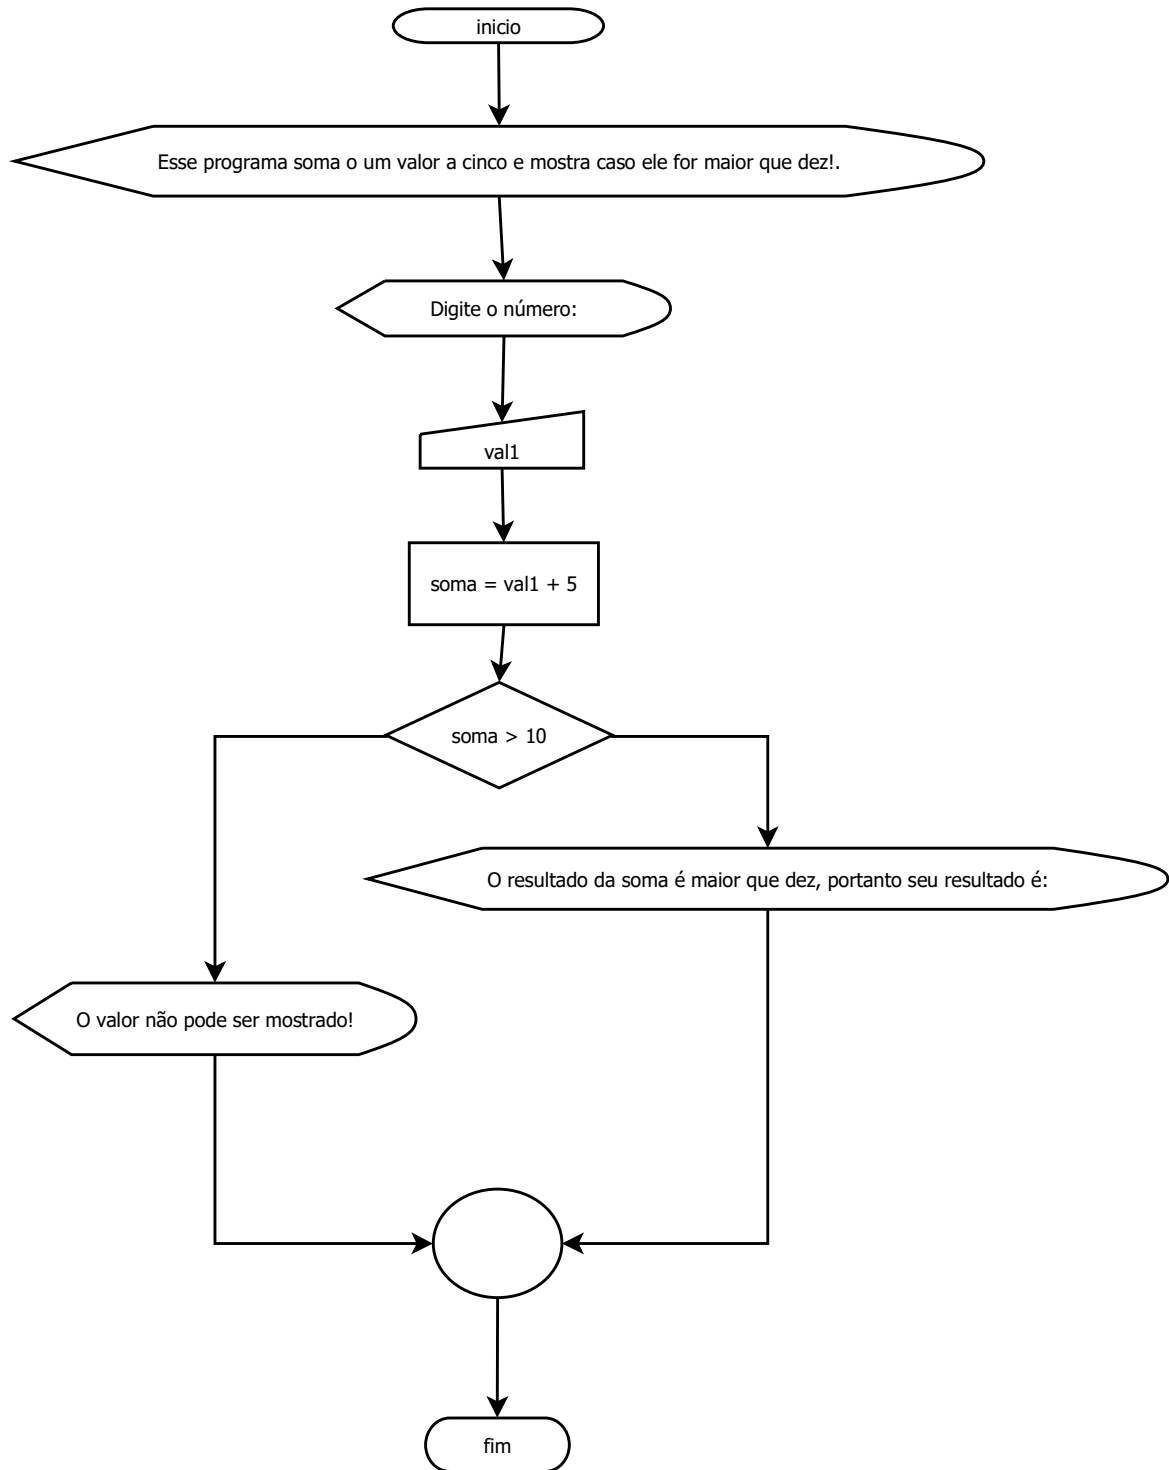 inicio
Esse programa soma o um valor a cinco e mostra caso ele for maior que dez!.
Digite o número:
val1
soma = val1 + 5
soma > 10
O resultado da soma é maior que dez, portanto seu resultado é:
O valor não pode ser mostrado!
fim